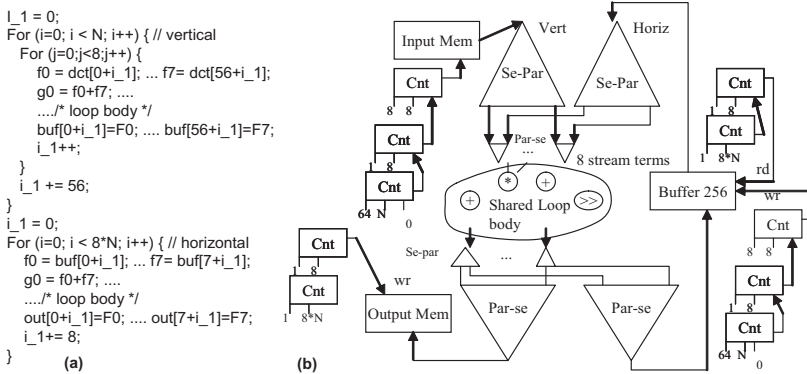 I_1 = 0;
For (i=0; i < N; i++) { // vertical
For (j=0;j<8;j++) {
f0 = dct[0+i_1]; ... f7= dct[56+i_1];
g0 = f0+f7; ....
..../* loop body */
buf[0+i_1]=F0; .... buf[56+i_1]=F7;
i_1++;
}
i_1 += 56;
}
i_1 = 0;
For (i=0; i < 8*N; i++) { // horizontal
f0 = buf[0+i_1]; ... f7= buf[7+i_1];
g0 = f0+f7; ....
..../* loop body */
out[0+i_1]=F0; .... out[7+i_1]=F7;
i_1+= 8;
}
(a)
Input Mem
Vert
Horiz
Se-Par
Se-Par
Cnt
8 8
Cnt
1 8
Cnt
64 N
0
Par-se
...
8 stream terms
*
+
+
>>
Shared Loop
body
Se-par
...
Par-se
Par-se
Cnt
1 8
Cnt
1 8*N
wr
Output Mem
(b)
Cnt
1 8
Cnt
1 8*N
rd
Buffer 256
wr
Cnt
8 8
Cnt
1 8
Cnt
64 N
0